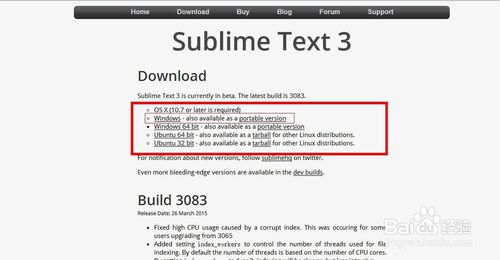 Home Download Buy Blog Forum Support
Sublime Text 3
Download
Sublime Text 3 is currently in beta. The latest build is 3083.
• OS X (10.7 or later is required)
• Windows - also available as a portable version
• Windows 64 bit - also available as a portable version
• Ubuntu 64 bit - also available as a tarball for other Linux distributions.
• Ubuntu 32 bit - also available as a tarball for other Linux distributions.
For notification about new versions, follow sublimehq on twitter.
Even more bleeding-edge versions are available in the dev builds.
Build 3083
Release Date: 26 March 2015
• Fixed high CPU usage caused by a corrupt index. This was occuring for some
users upgrading from 3065
• Added setting index_workers to control the number of threads used for file
indexing. By default the number of threads is based on the number of CPU cores.
Baidu 经验
jingyan.baidu.com